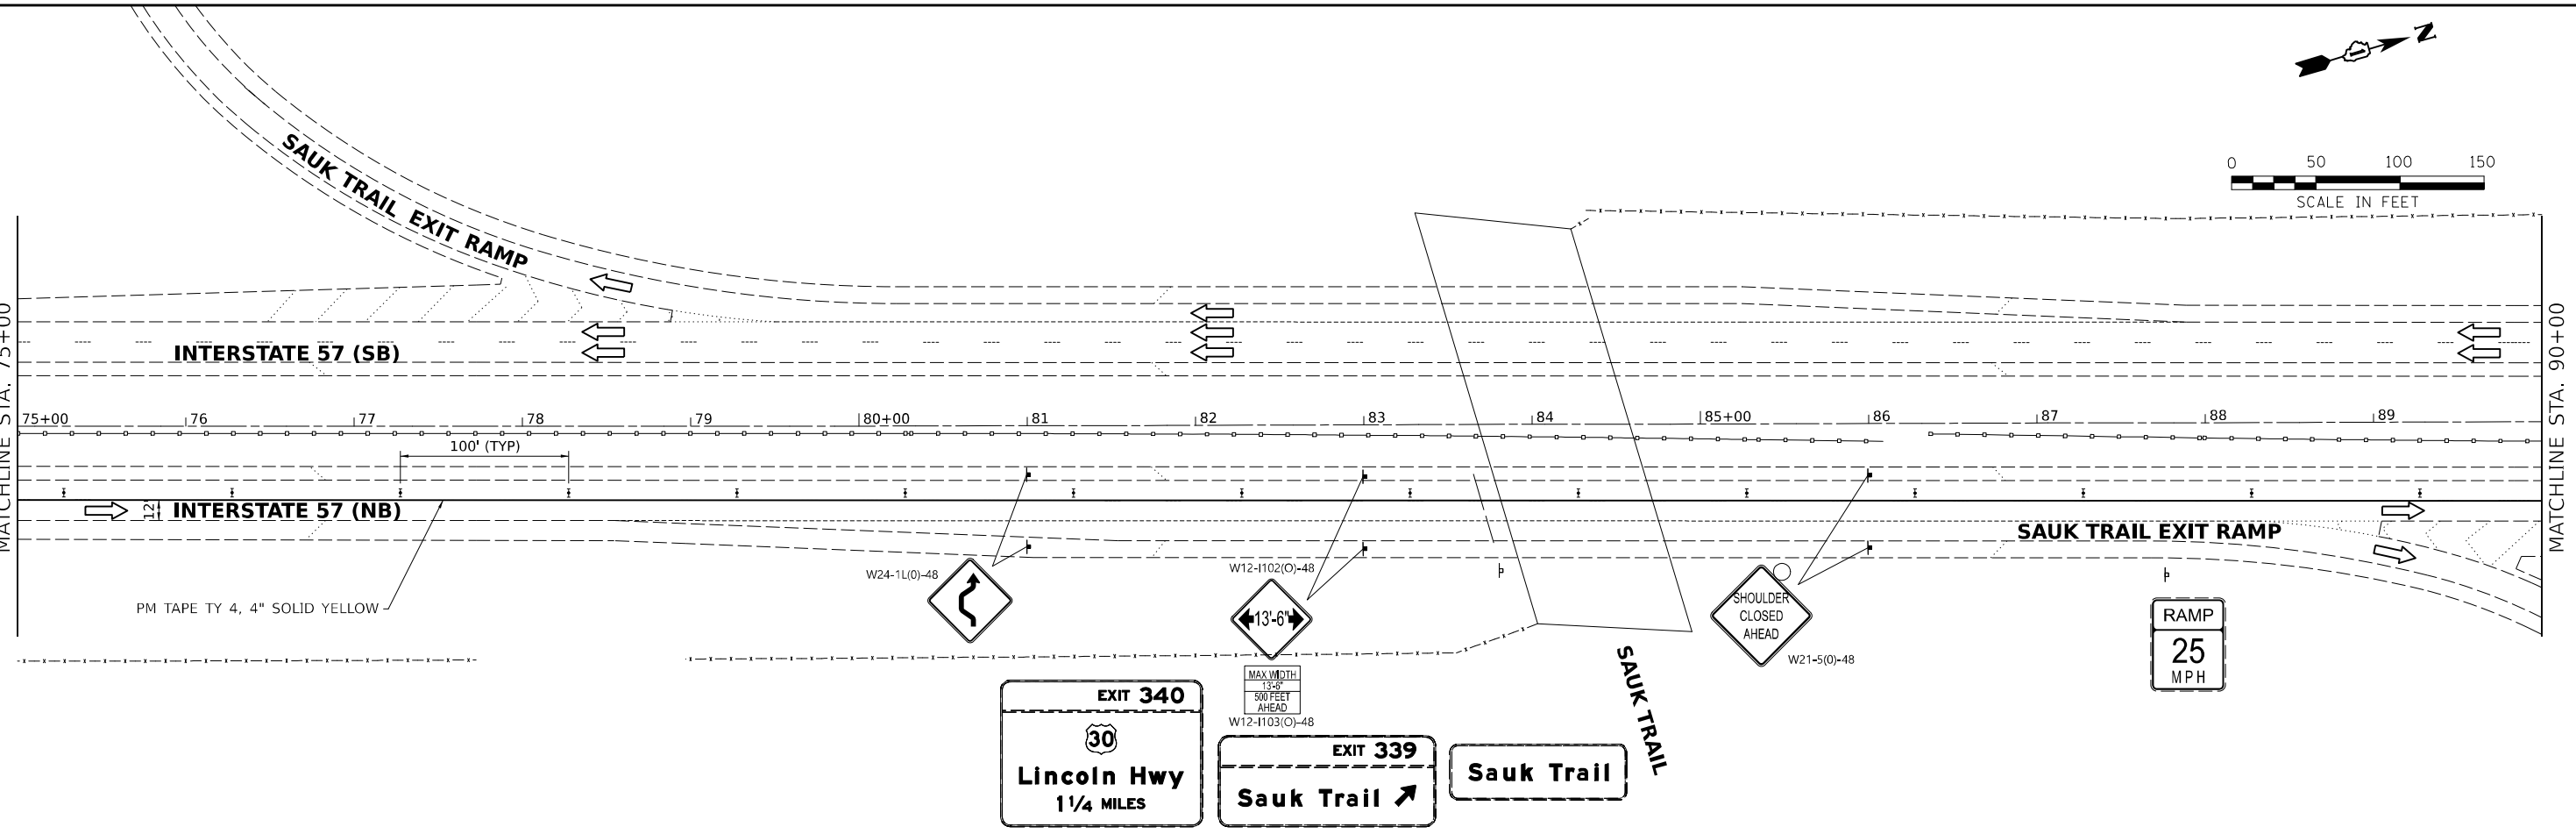 N
0 50 100 150
SCALE IN FEET
SAUK TRAIL EXIT RAMP
MATCHLINE STA. 75+00
INTERSTATE 57 (SB)
MATCHLINE STA. 90+00
75+00 76 77 78 79 80+00 81 82 83 84 85+00 86 87 88 89
100' (TYP)
12'
INTERSTATE 57 (NB)
SAUK TRAIL EXIT RAMP
PM TAPE TY 4, 4" SOLID YELLOW
W24-1L(0)-48
W12-I102(O)-48
13'-6"
MAX WIDTH
13'-6"
500 FEET
AHEAD
W12-I103(O)-48
SHOULDER
CLOSED
AHEAD
W21-5(0)-48
RAMP
25
MPH
SAUK TRAIL
EXIT 340
30
Lincoln Hwy
1 1/4 MILES
EXIT 339
Sauk Trail
Sauk Trail